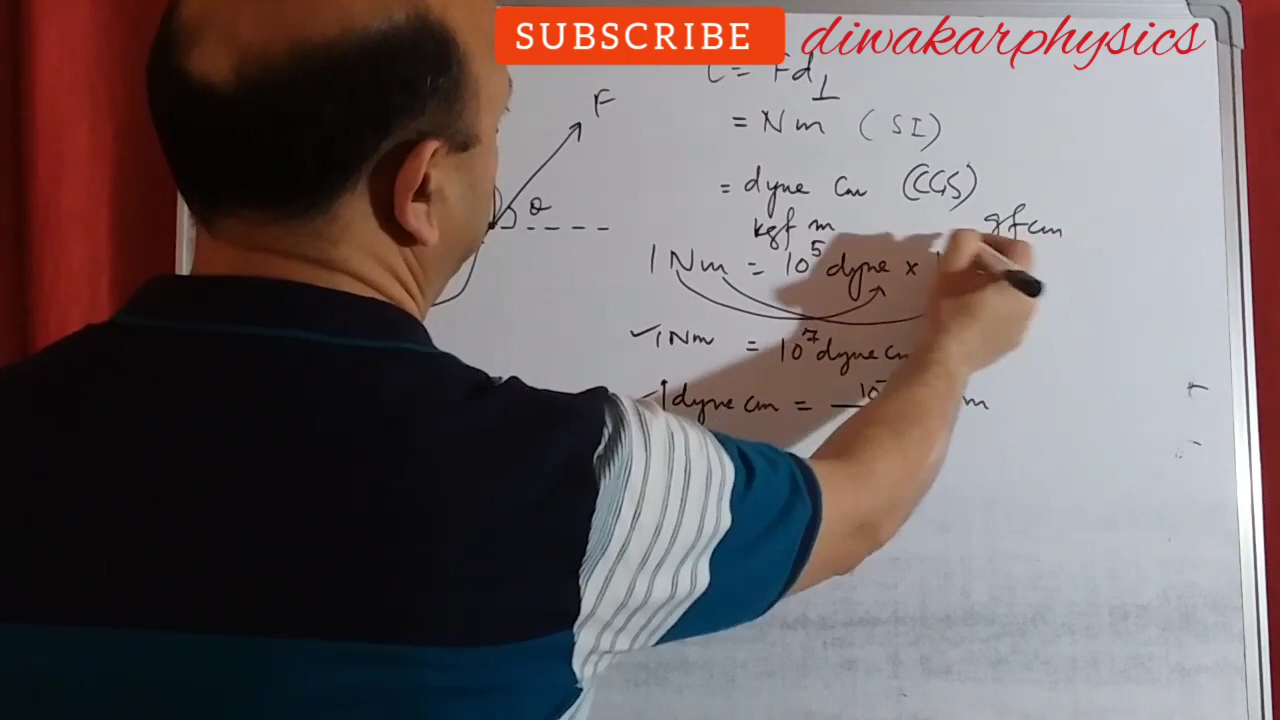 SUBSCRIBE diwakarphysics
F
θ
τ = Fd⊥
= Nm (SI)
= dyne cm (CGS)
kgf m gf cm
1 Nm = 10⁵ dyne ×
1 Nm = 10⁷ dyne cm
1 dyne cm = m